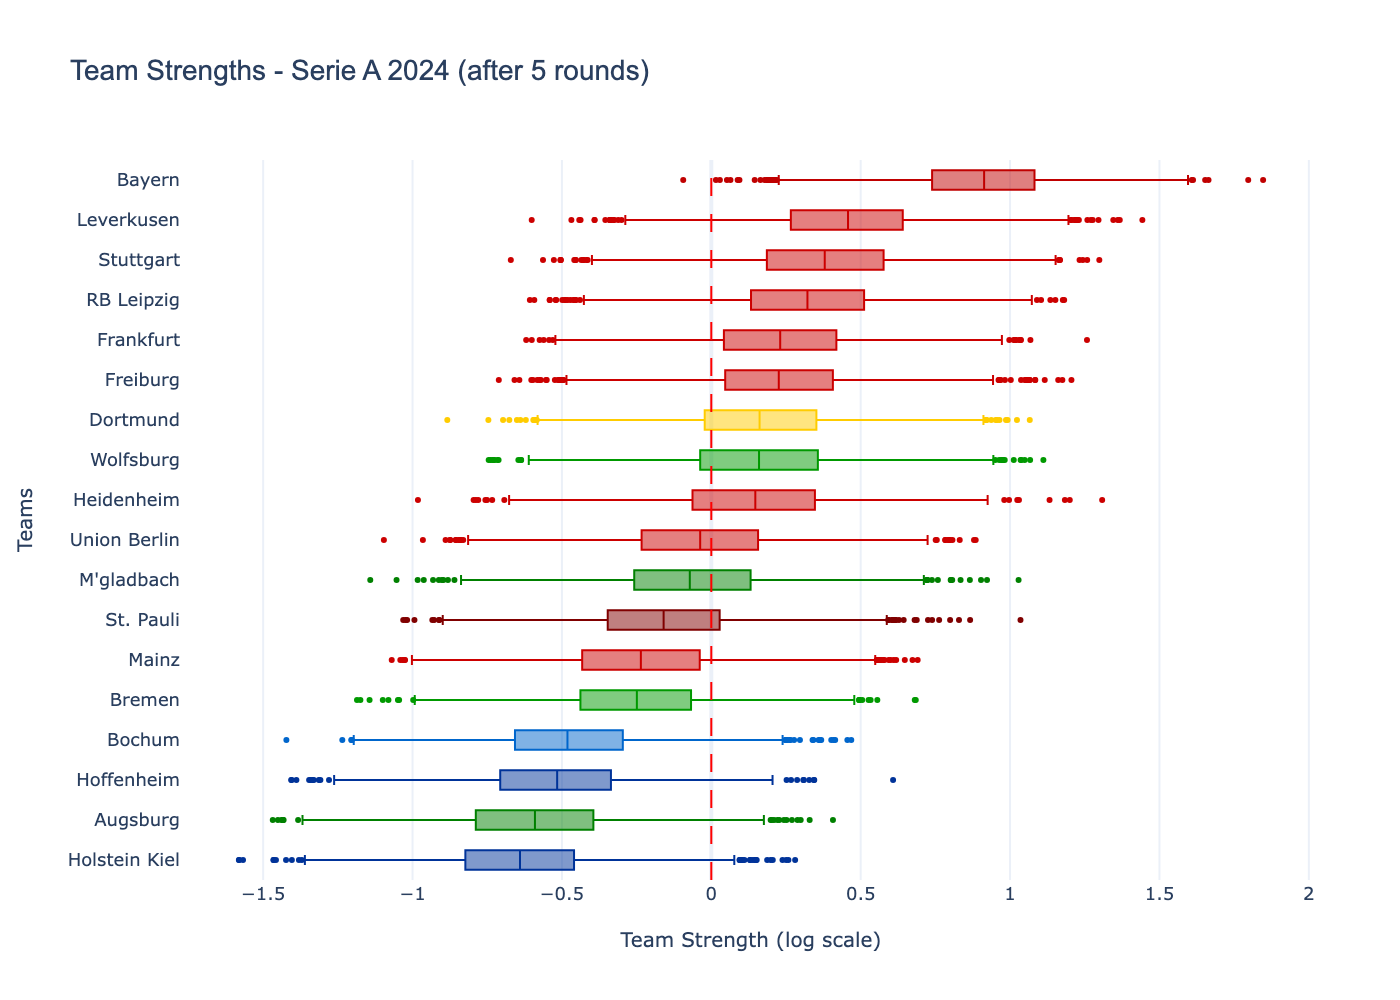 Team Strengths - Serie A 2024 (after 5 rounds)
Bayern
Leverkusen
Stuttgart
RB Leipzig
Frankfurt
Freiburg
Dortmund
Wolfsburg
Heidenheim
Union Berlin
M'gladbach
St. Pauli
Mainz
Bremen
Bochum
Hoffenheim
Augsburg
Holstein Kiel
Teams
−1.5 −1 −0.5 0 0.5 1 1.5 2
Team Strength (log scale)